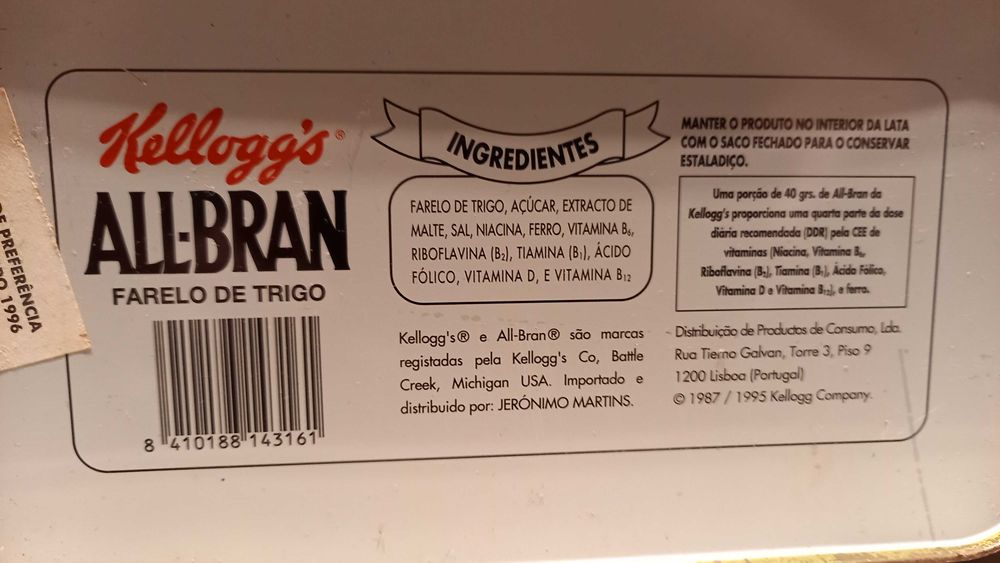 Kellogg's®
ALL-BRAN
FARELO DE TRIGO
8 410188 143161
INGREDIENTES
FARELO DE TRIGO, AÇÚCAR, EXTRACTO DE
MALTE, SAL, NIACINA, FERRO, VITAMINA B₆,
RIBOFLAVINA (B₂), TIAMINA (B₁), ÁCIDO
FÓLICO, VITAMINA D, E VITAMINA B₁₂
Kellogg's® e All-Bran® são marcas
registadas pela Kellogg's Co, Battle
Creek, Michigan USA. Importado e
distribuido por: JERÓNIMO MARTINS.
MANTER O PRODUTO NO INTERIOR DA LATA
COM O SACO FECHADO PARA O CONSERVAR
ESTALADIÇO.
Uma porção de 40 grs. de All-Bran da
Kellogg's proporciona uma quarta parte da dose
diária recomendada (DDR) pela CEE de
vitaminas (Niacina, Vitamina B₆,
Riboflavina (B₂), Tiamina (B₁), Ácido Fólico,
Vitamina D e Vitamina B₁₂), e ferro.
Distribuição de Productos de Consumo, Lda.
Rua Tierno Galvan, Torre 3, Piso 9
1200 Lisboa (Portugal)
© 1987 / 1995 Kellogg Company.
DE PREFERÊNCIA
1996